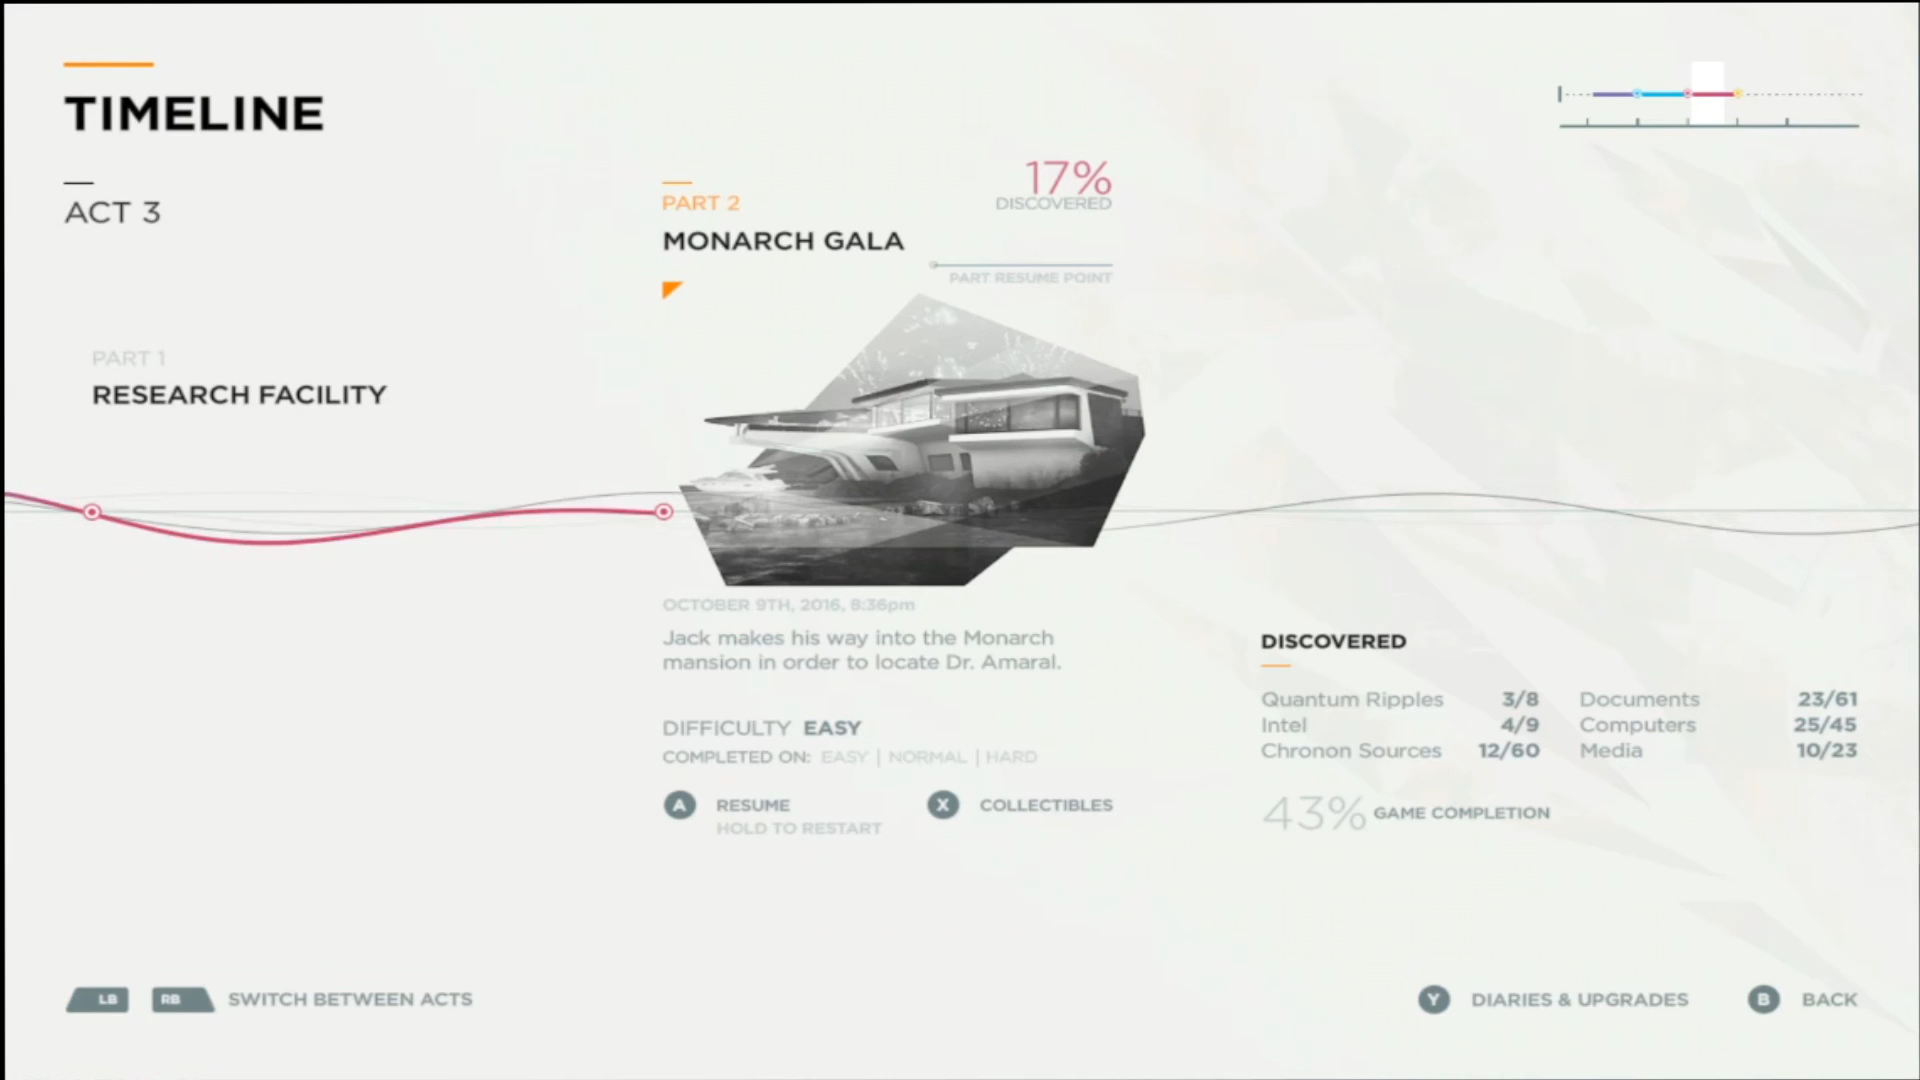 TIMELINE
ACT 3
PART 1
RESEARCH FACILITY
PART 2
MONARCH GALA
17%
DISCOVERED
PART RESUME POINT
OCTOBER 9TH, 2016, 8:36pm
Jack makes his way into the Monarch
mansion in order to locate Dr. Amaral.
DIFFICULTY EASY
COMPLETED ON: EASY | NORMAL | HARD
A RESUME
HOLD TO RESTART
X COLLECTIBLES
DISCOVERED
Quantum Ripples 3/8 Documents 23/61
Intel 4/9 Computers 25/45
Chronon Sources 12/60 Media 10/23
43% GAME COMPLETION
LB RB SWITCH BETWEEN ACTS
Y DIARIES & UPGRADES B BACK